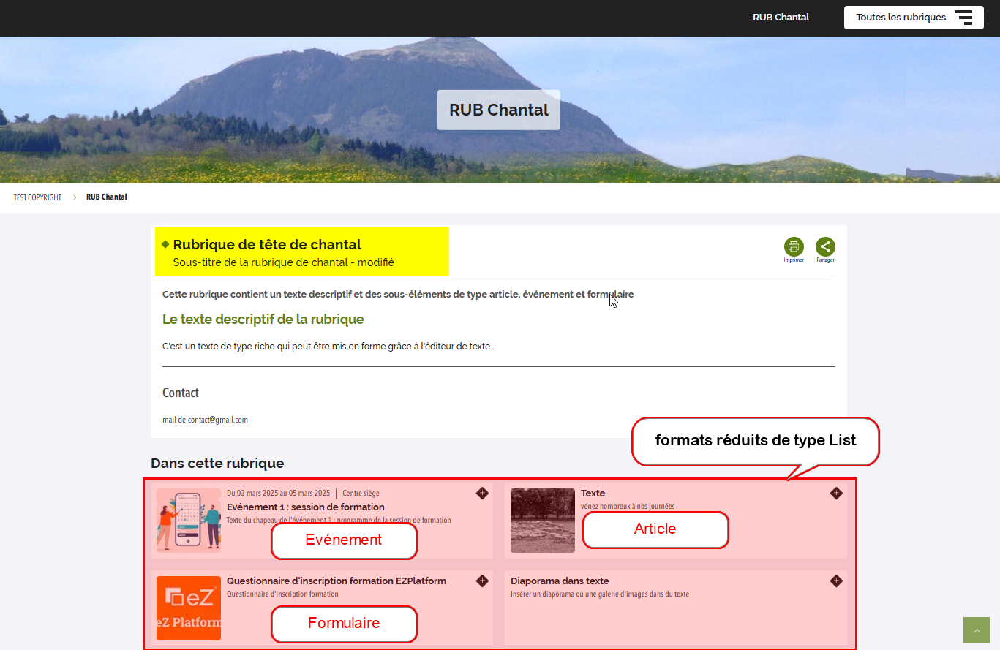 RUB Chantal
Toutes les rubriques
RUB Chantal
TEST COPYRIGHT > RUB Chantal
Rubrique de tête de chantal
Sous-titre de la rubrique de chantal - modifié
Imprimer
Partager
Cette rubrique contient un texte descriptif et des sous-éléments de type article, événement et formulaire
Le texte descriptif de la rubrique
C'est un texte de type riche qui peut être mis en forme grâce à l'éditeur de texte .
Contact
mail-de-contact@gmail.com
formats réduits de type List
Dans cette rubrique
Du 03 mars 2025 au 05 mars 2025 | Centre siège
Evénement 1 : session de formation
Texte du chapeau de l'événement 1 : programme de la session de formation
Evénement
Texte
venez nombreux à nos journées
Article
eZ
eZ Platform
Questionnaire d'inscription formation EZPlatform
Questionnaire d'inscription formation
Formulaire
Diaporama dans texte
Insérer un diaporama ou une galerie d'images dans du texte